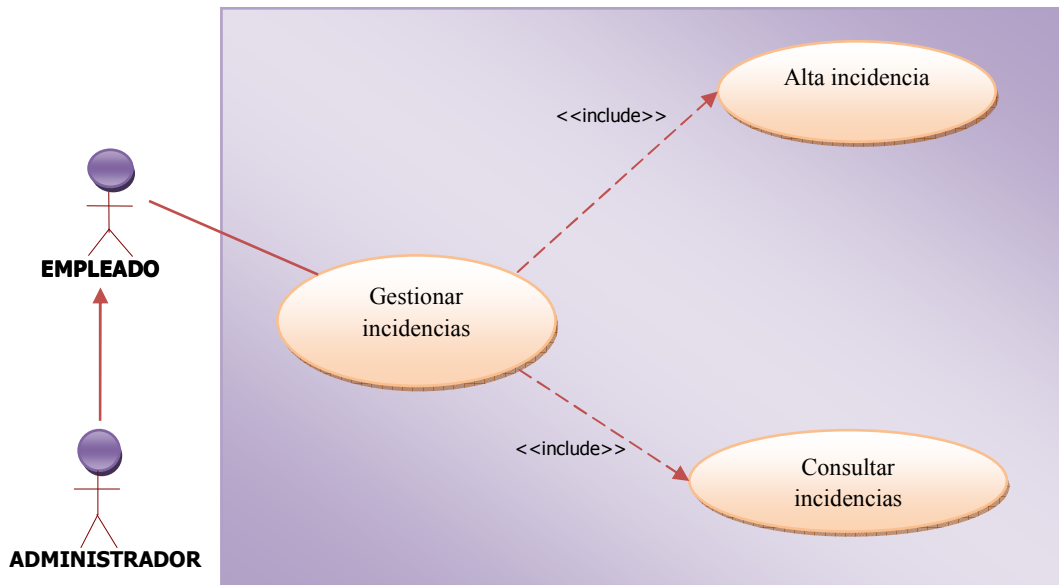 Alta incidencia
<<include>>
EMPLEADO
Gestionar
incidencias
<<include>>
Consultar
incidencias
ADMINISTRADOR